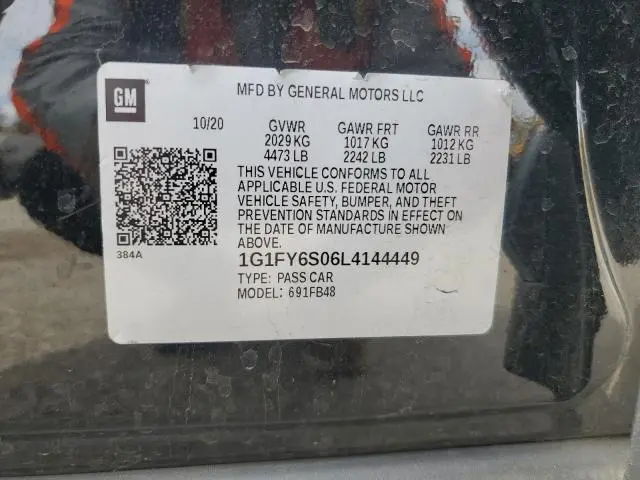 GM
MFD BY GENERAL MOTORS LLC
10/20 GVWR GAWR FRT GAWR RR
2029 KG 1017 KG 1012 KG
4473 LB 2242 LB 2231 LB
THIS VEHICLE CONFORMS TO ALL
APPLICABLE U.S. FEDERAL MOTOR
VEHICLE SAFETY, BUMPER, AND THEFT
PREVENTION STANDARDS IN EFFECT ON
THE DATE OF MANUFACTURE SHOWN
ABOVE.
384A
1G1FY6S06L4144449
TYPE: PASS CAR
MODEL: 691FB48